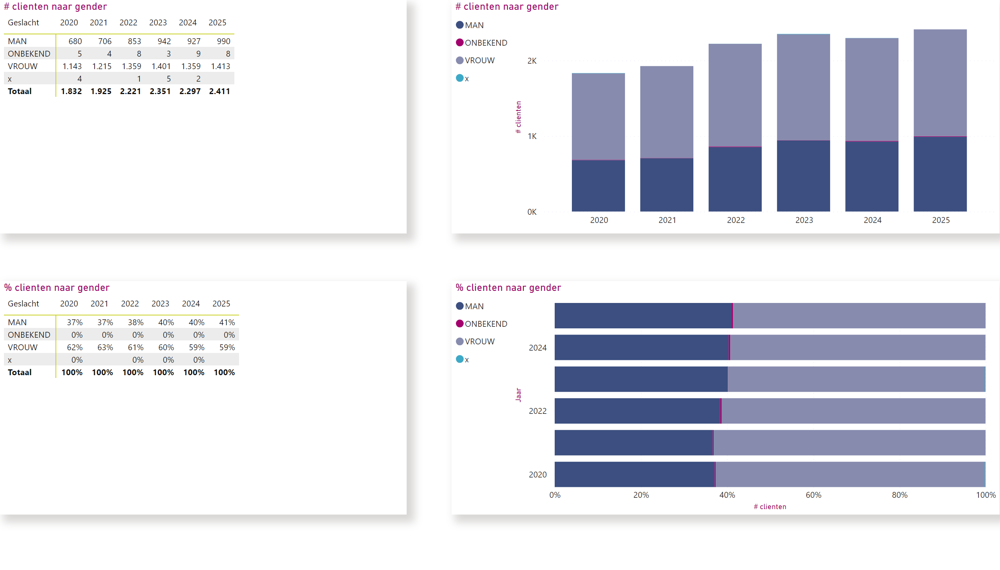 # clienten naar gender
Geslacht 2020 2021 2022 2023 2024 2025
MAN 680 706 853 942 927 990
ONBEKEND 5 4 8 3 9 8
VROUW 1.143 1.215 1.359 1.401 1.359 1.413
x 4 1 5 2
Totaal 1.832 1.925 2.221 2.351 2.297 2.411
# clienten naar gender
MAN
ONBEKEND
VROUW
x
# clienten
2K
1K
0K
2020 2021 2022 2023 2024 2025
% clienten naar gender
Geslacht 2020 2021 2022 2023 2024 2025
MAN 37% 37% 38% 40% 40% 41%
ONBEKEND 0% 0% 0% 0% 0% 0%
VROUW 62% 63% 61% 60% 59% 59%
x 0% 0% 0% 0%
Totaal 100% 100% 100% 100% 100% 100%
% clienten naar gender
MAN
ONBEKEND
VROUW
x
Jaar
2024
2022
2020
0% 20% 40% 60% 80% 100%
# clienten